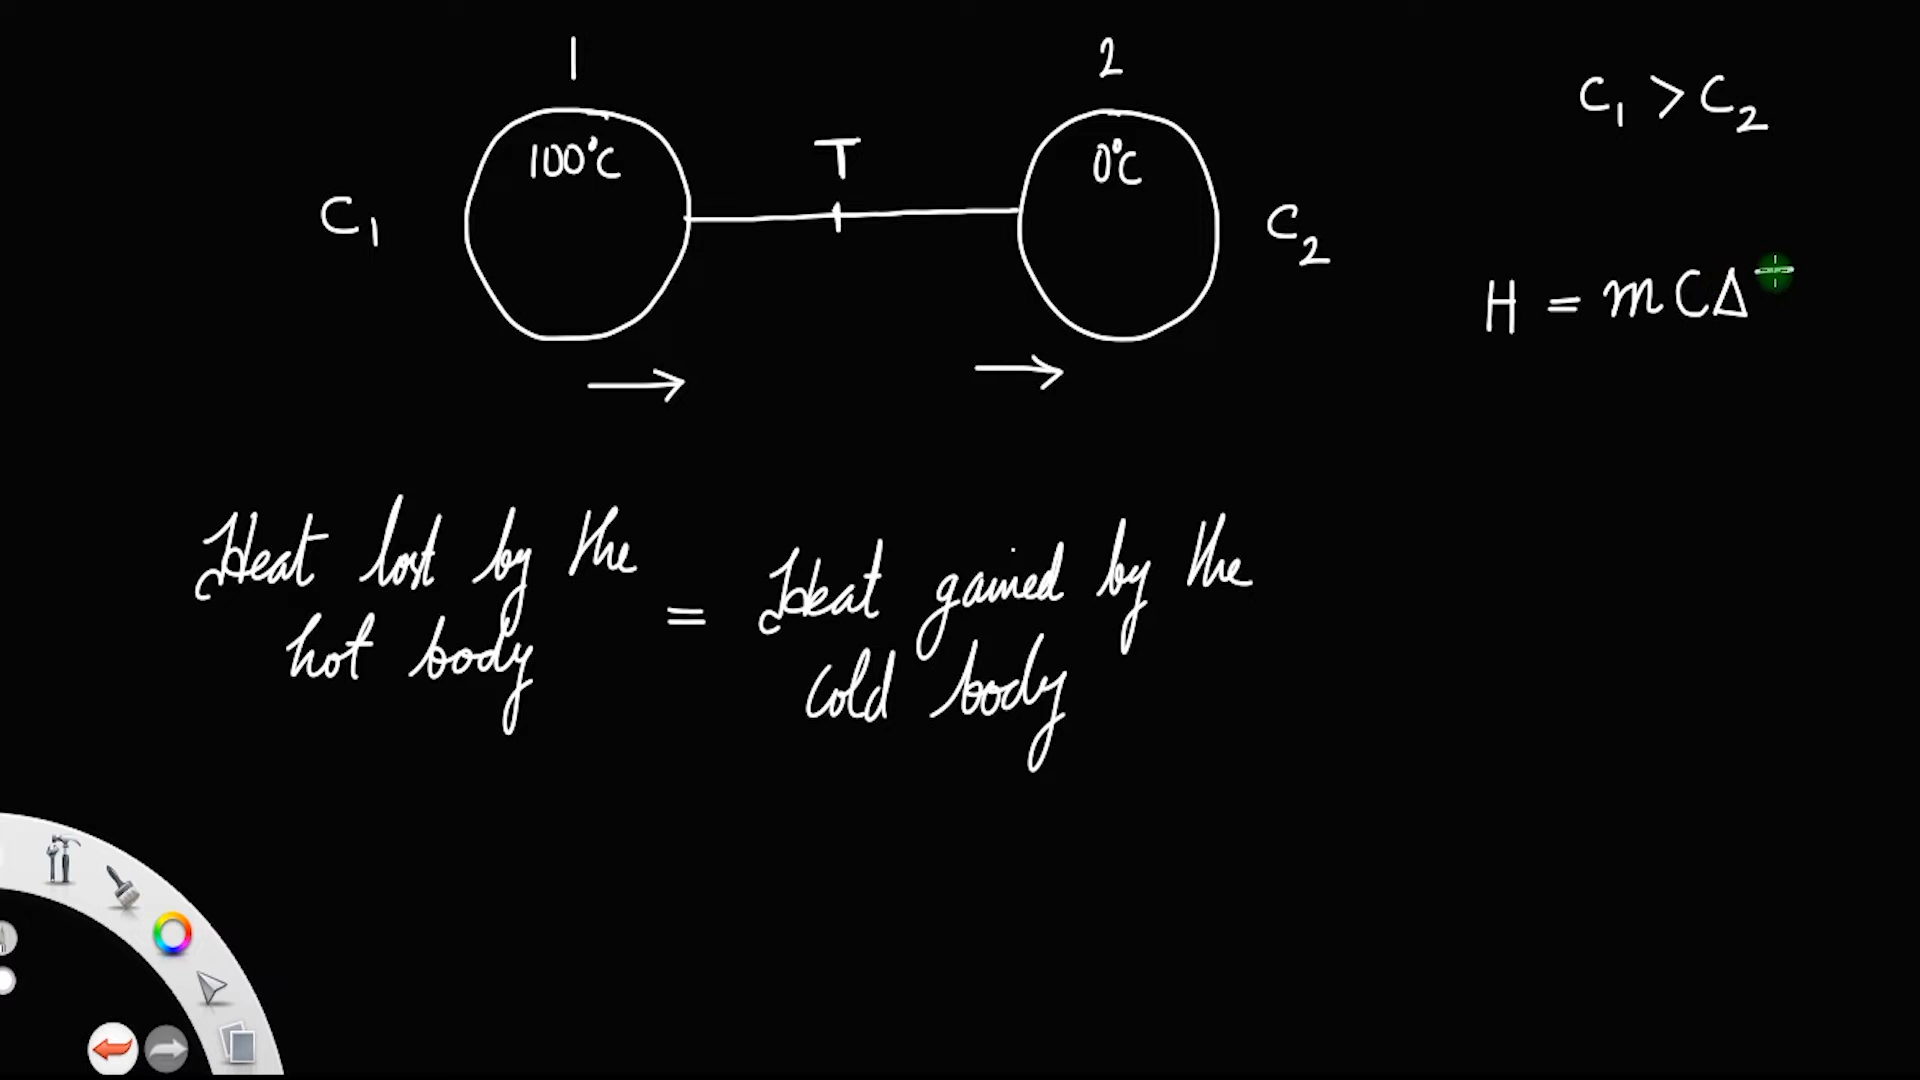 1
2
C₁ > C₂
100°C
T
0°C
C₁
C₂
H = mCΔT
Heat lost by the
hot body
=
Heat gained by the
cold body